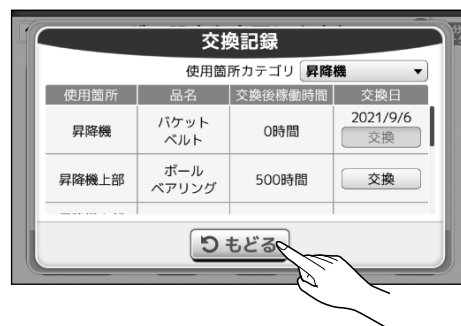 交換記録
使用箇所カテゴリ 昇降機
使用箇所 品名 交換後稼働時間 交換日
昇降機 バケット
ベルト 0時間 2021/9/6
交換
昇降機上部 ボール
ベアリング 500時間 交換
もどる